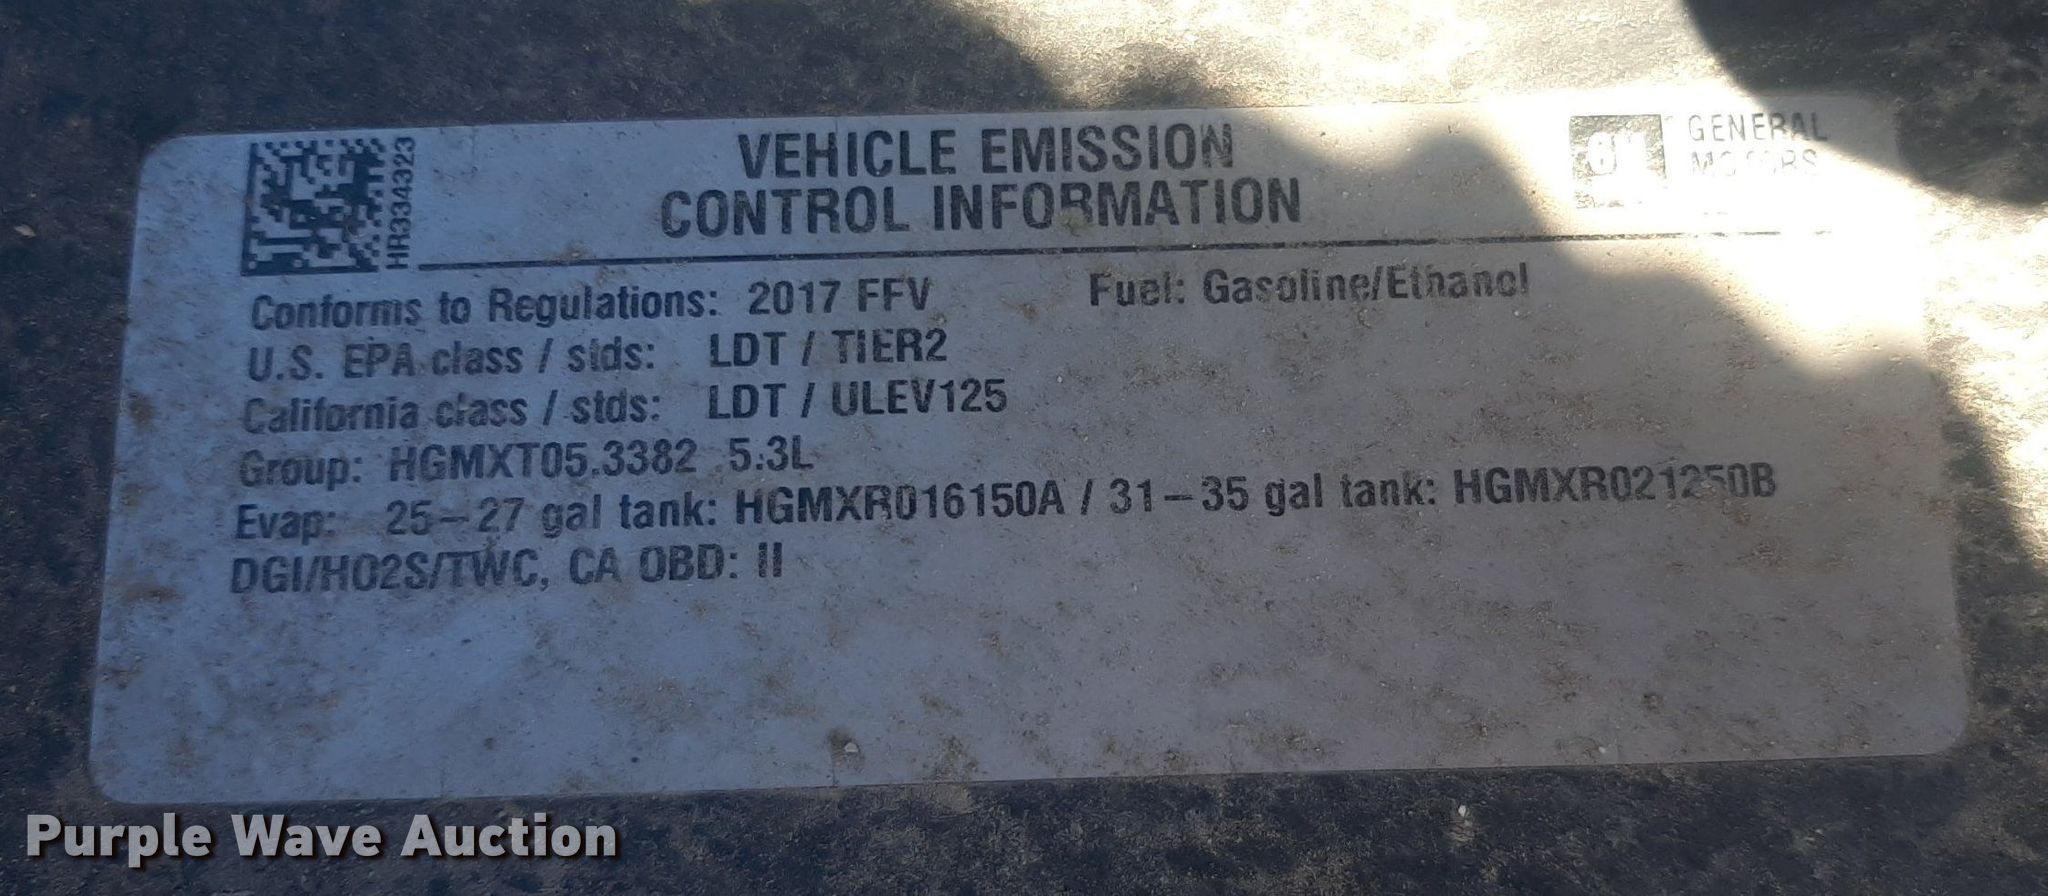 HR334323
VEHICLE EMISSION
CONTROL INFORMATION
GM
GENERAL
MOTORS
Conforms to Regulations: 2017 FFV Fuel: Gasoline/Ethanol
U.S. EPA class / stds: LDT / TIER2
California class / stds: LDT / ULEV125
Group: HGMXT05.3382 5.3L
Evap: 25-27 gal tank: HGMXR016150A / 31-35 gal tank: HGMXR021250B
DGI/HO2S/TWC, CA OBD: II
Purple Wave Auction